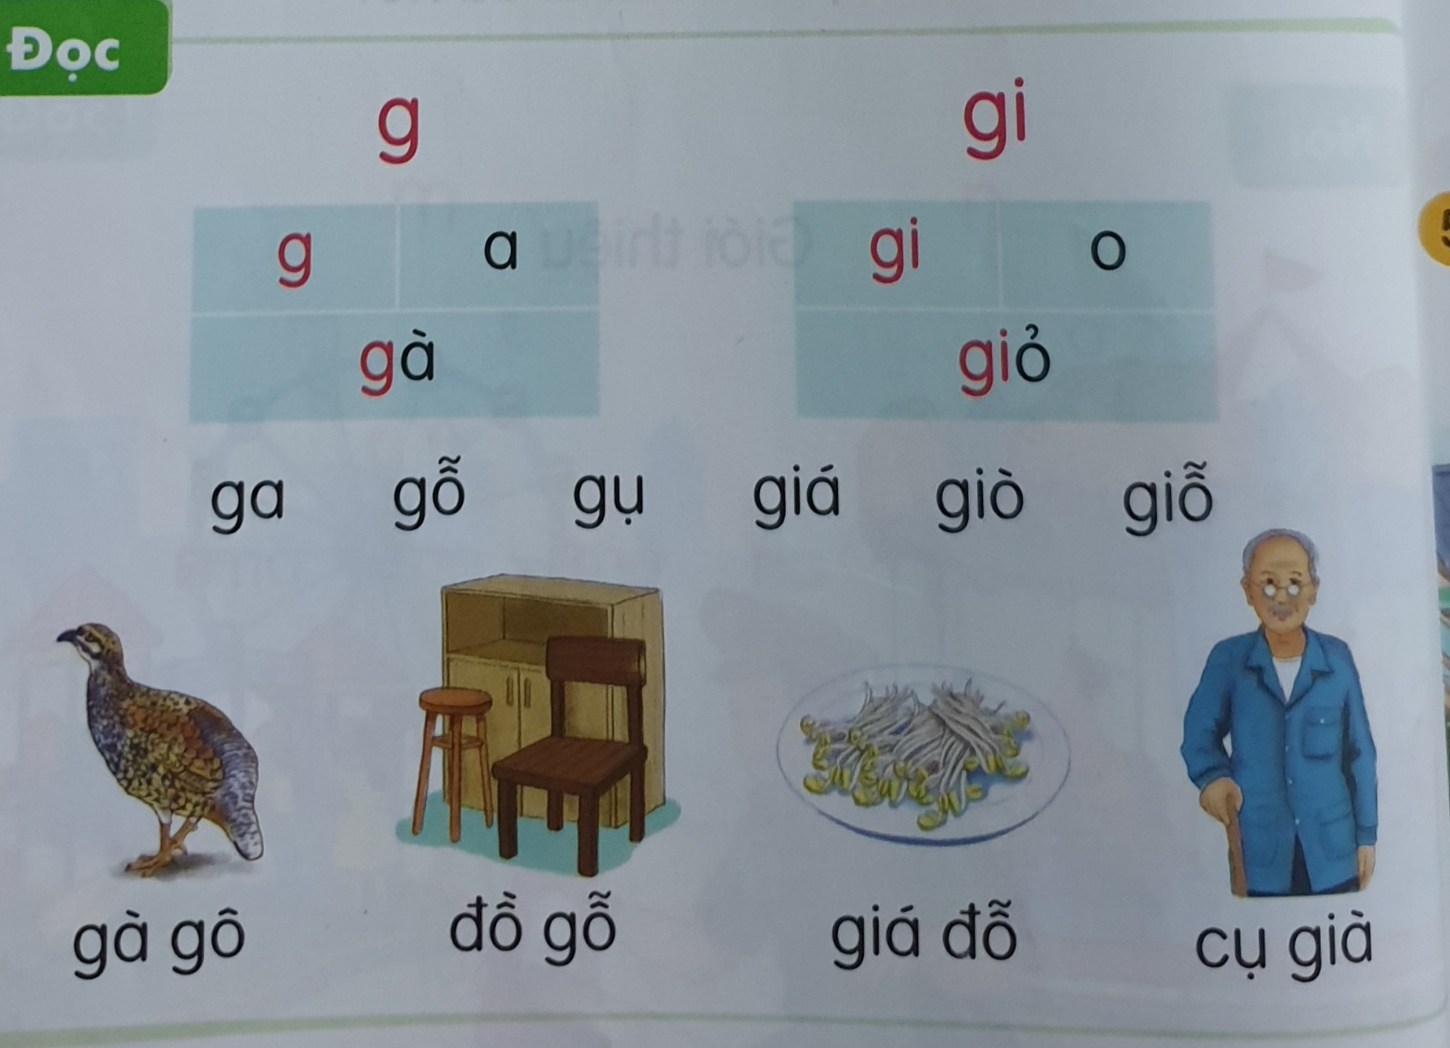 Đọc
g gi
g a gi o
gà giỏ
ga gỗ gụ giá giò giỗ
gà gô đồ gỗ giá đỗ cụ già